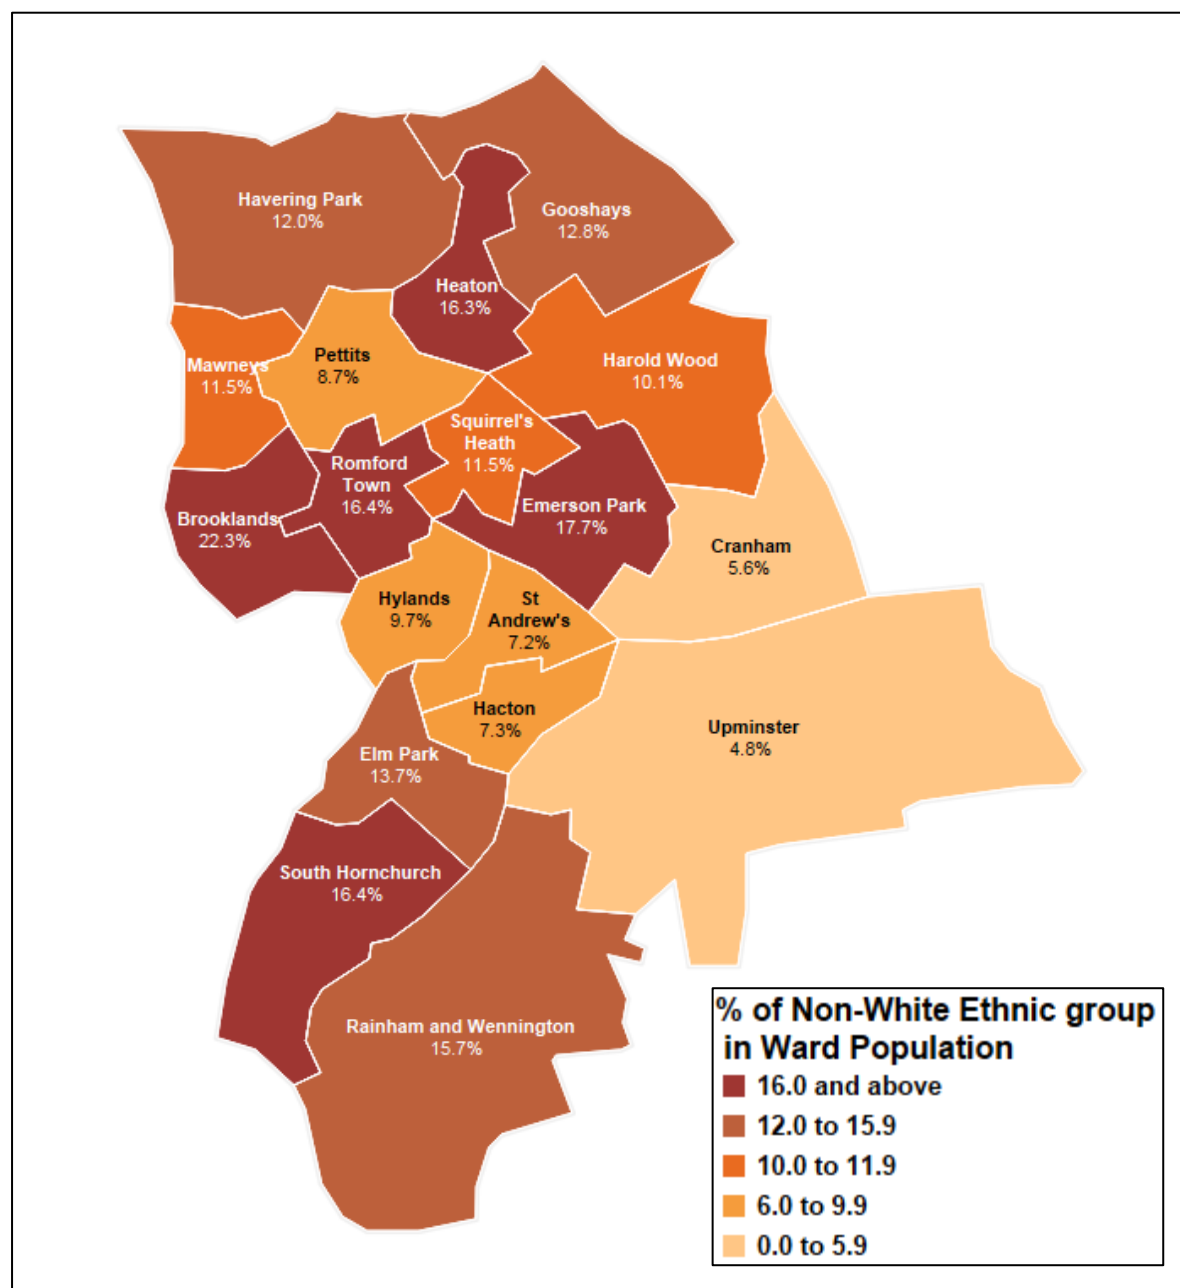 Havering Park
12.0%
Gooshays
12.8%
Heaton
16.3%
Pettits
8.7%
Mawneys
11.5%
Harold Wood
10.1%
Squirrel's
Heath
11.5%
Romford
Town
16.4%
Emerson Park
17.7%
Brooklands
22.3%
Cranham
5.6%
Hylands
9.7%
St
Andrew's
7.2%
Hacton
7.3%
Upminster
4.8%
Elm Park
13.7%
South Hornchurch
16.4%
Rainham and Wennington
15.7%
% of Non-White Ethnic group
in Ward Population
16.0 and above
12.0 to 15.9
10.0 to 11.9
6.0 to 9.9
0.0 to 5.9